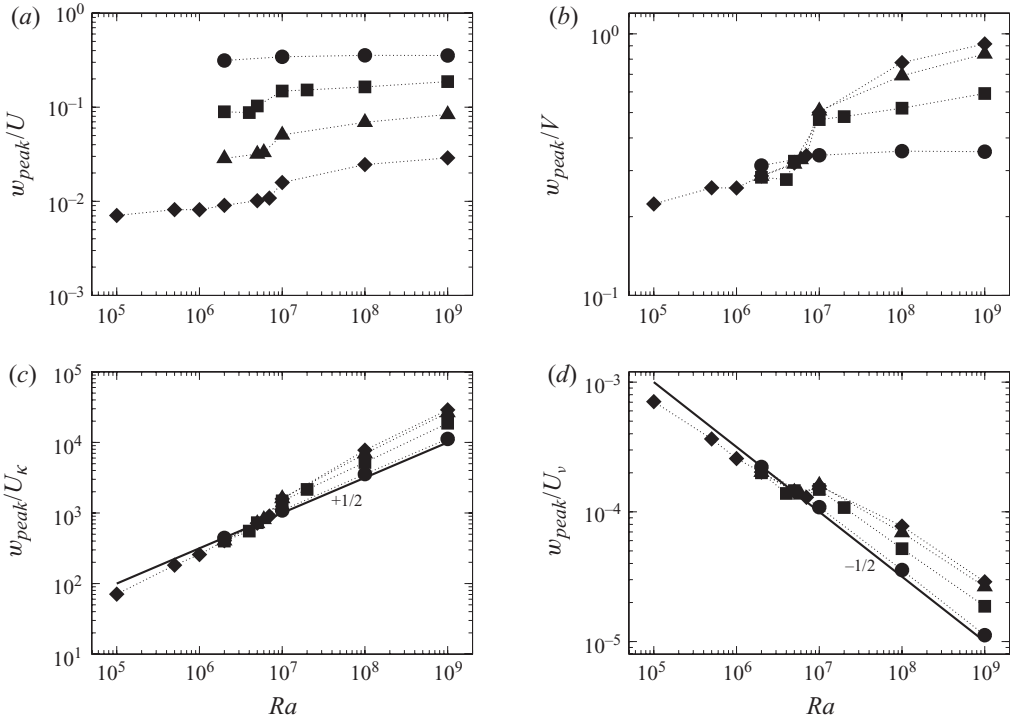 (a)
10^0
10^-1
10^-2
10^-3
w_peak/U
10^5 10^6 10^7 10^8 10^9
(b)
10^0
10^-1
w_peak/V
10^5 10^6 10^7 10^8 10^9
(c)
10^5
10^4
10^3
10^2
10^1
w_peak/U_κ
+1/2
10^5 10^6 10^7 10^8 10^9
Ra
(d)
10^-3
10^-4
10^-5
w_peak/U_ν
–1/2
10^5 10^6 10^7 10^8 10^9
Ra